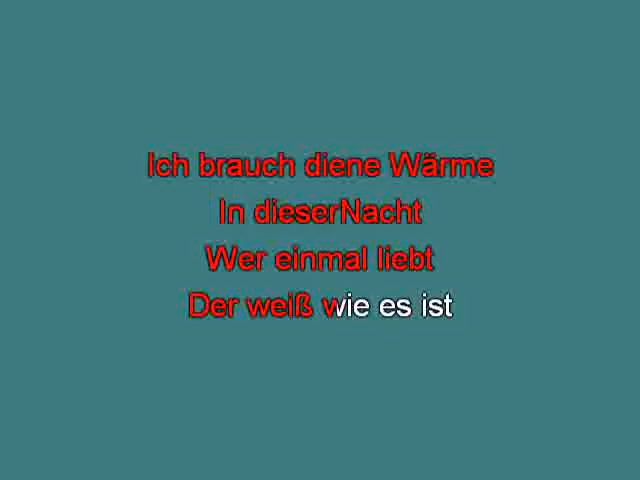 Ich brauch diene Wärme
In dieserNacht
Wer einmal liebt
Der weiß wie es ist